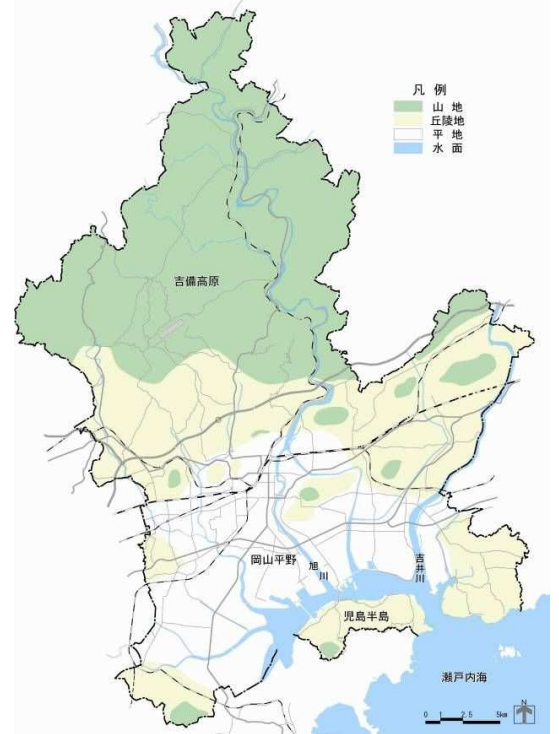 凡 例
山 地
丘陵地
平 地
水 面
吉備高原
岡山平野
旭川
吉井川
児島半島
瀬戸内海
0 1 2.5 5km
N